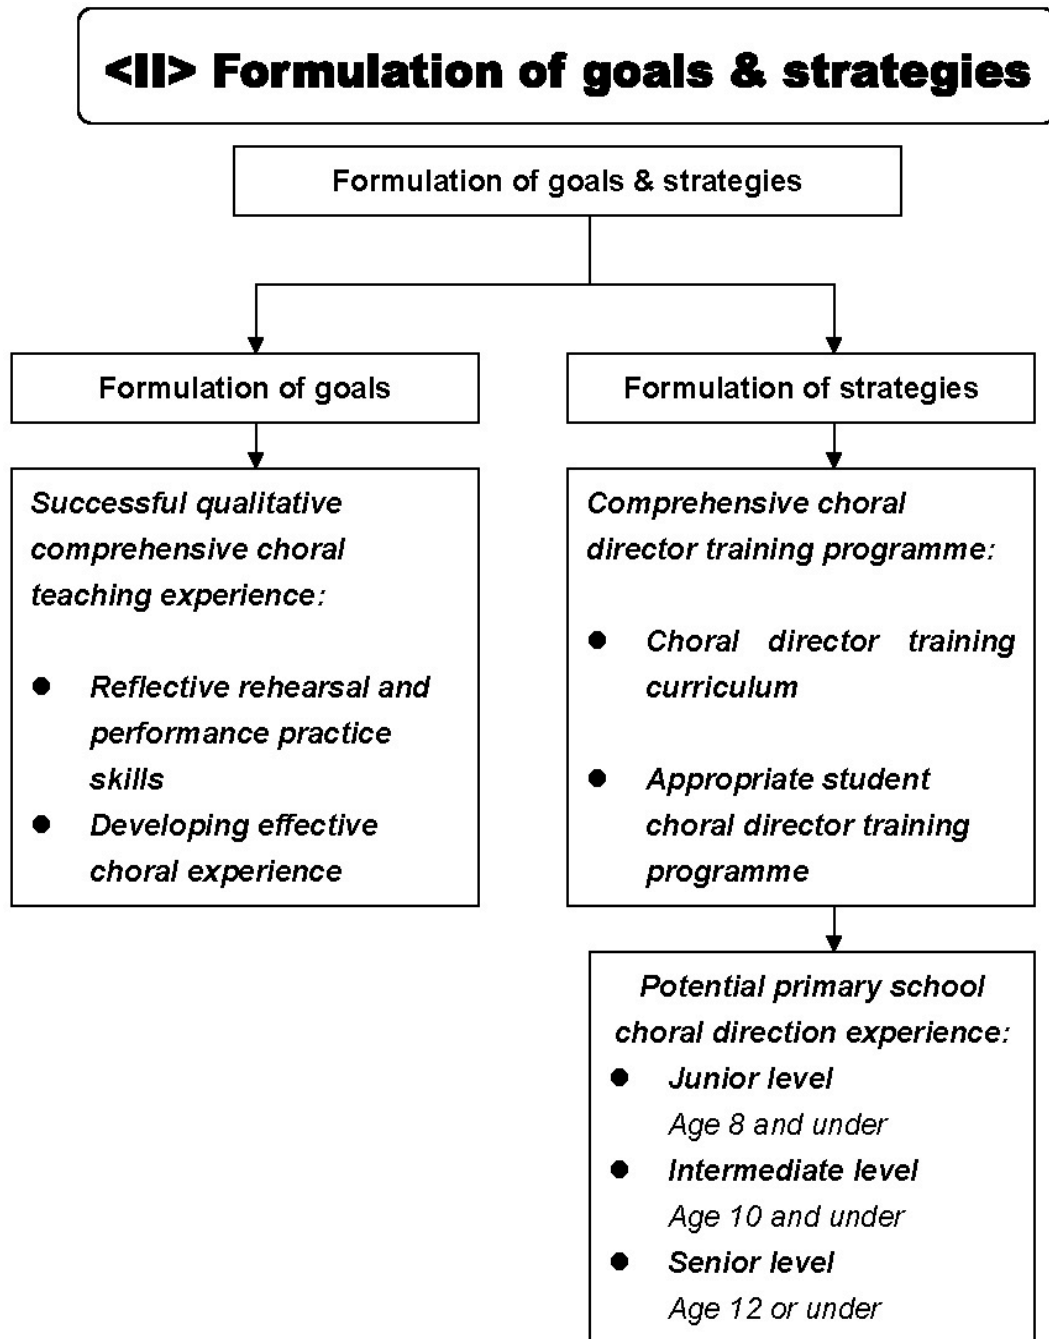 <II> Formulation of goals & strategies
Formulation of goals & strategies
Formulation of goals
Successful qualitative
comprehensive choral
teaching experience:
● Reflective rehearsal and
performance practice
skills
● Developing effective
choral experience
Formulation of strategies
Comprehensive choral
director training programme:
● Choral director training
curriculum
● Appropriate student
choral director training
programme
Potential primary school
choral direction experience:
● Junior level
Age 8 and under
● Intermediate level
Age 10 and under
● Senior level
Age 12 or under